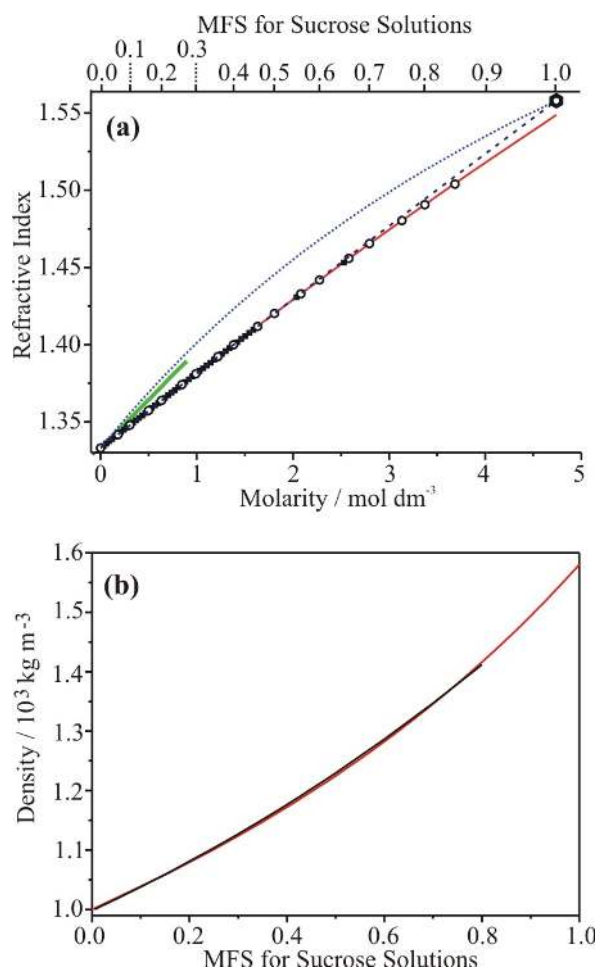 MFS for Sucrose Solutions
0.1 0.3
0.0 0.2 0.4 0.5 0.6 0.7 0.8 0.9 1.0
(a)
1.55
1.50
1.45
1.40
1.35
Refractive Index
0 1 2 3 4 5
Molarity / mol dm-3
(b)
1.6
1.5
1.4
1.3
1.2
1.1
1.0
Density / 10³ kg m-3
0.0 0.2 0.4 0.6 0.8 1.0
MFS for Sucrose Solutions